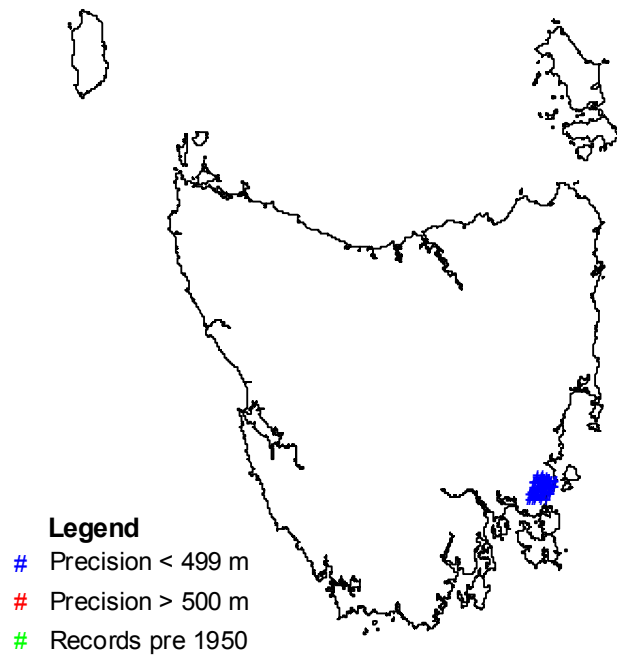 Legend
# Precision < 499 m
# Precision > 500 m
# Records pre 1950